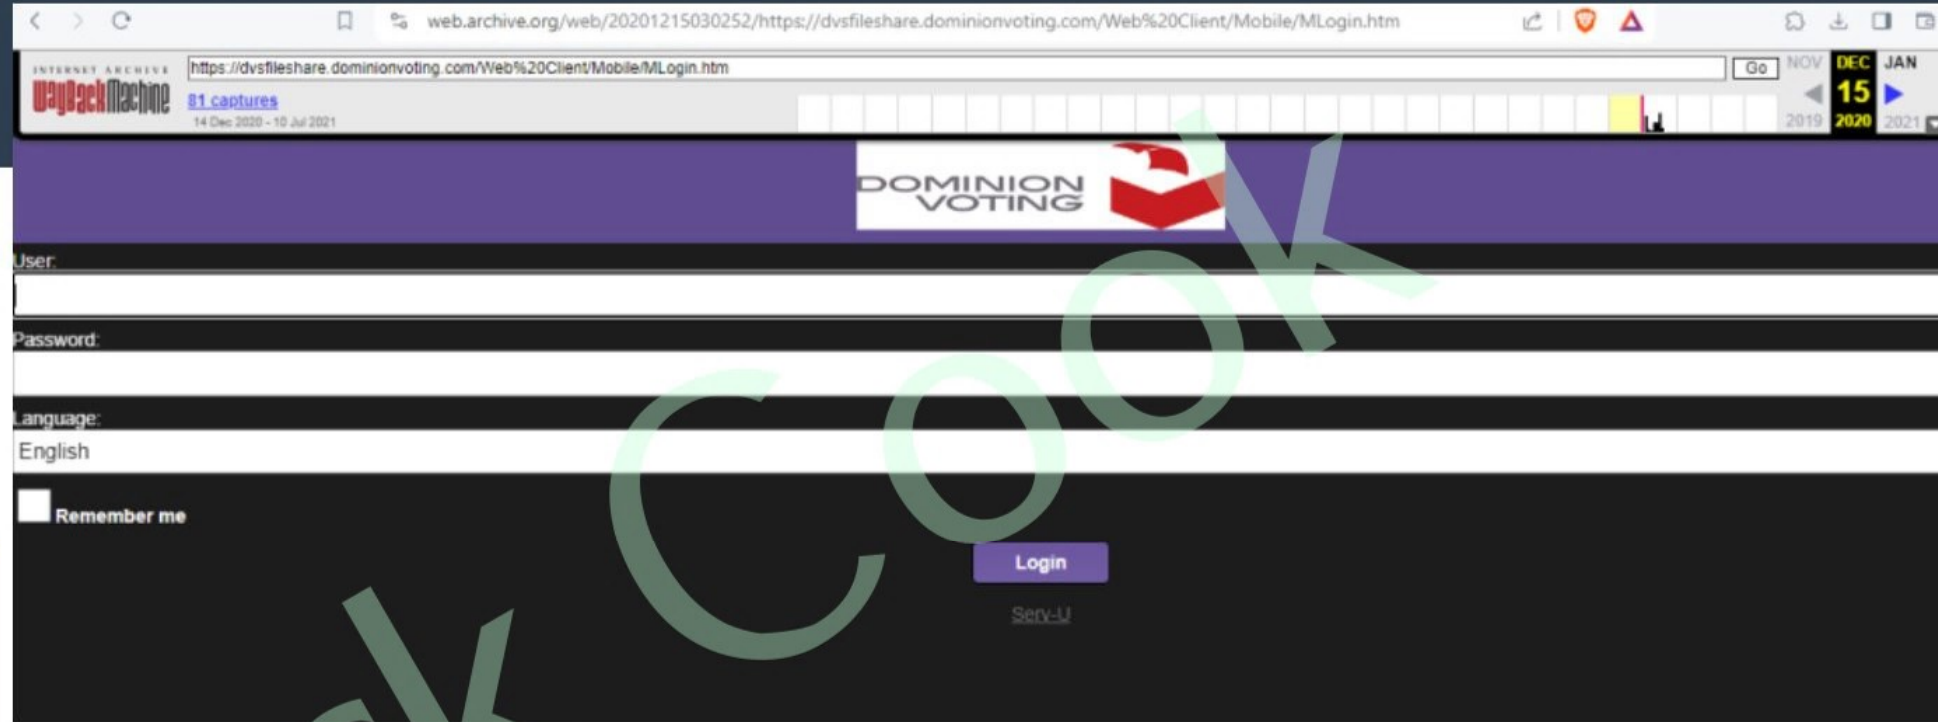 web.archive.org/web/20201215030252/https://dvsfileshare.dominionvoting.com/Web%20Client/Mobile/MLogin.htm
INTERNET ARCHIVE
WayBackMachine
https://dvsfileshare.dominionvoting.com/Web%20Client/Mobile/MLogin.htm
Go
NOV DEC JAN
81 captures
15
14 Dec 2020 - 10 Jul 2021
2019 2020 2021
DOMINION
VOTING
User:
Password:
Language:
English
Remember me
Login
Serv-U
k Cook